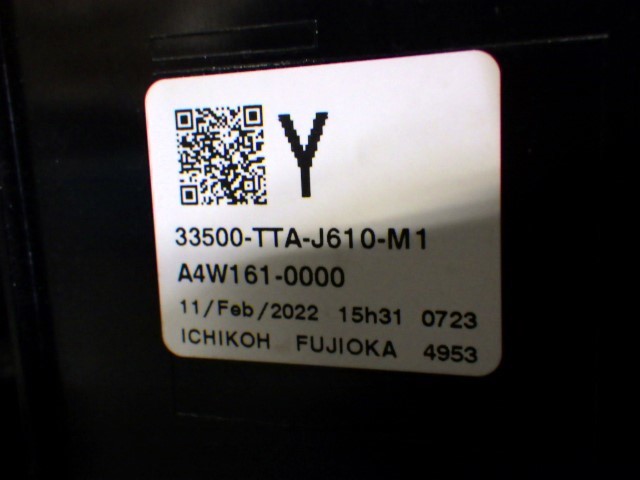 Y
33500-TTA-J610-M1
A4W161-0000
11/Feb/2022 15h31 0723
ICHIKOH FUJIOKA 4953